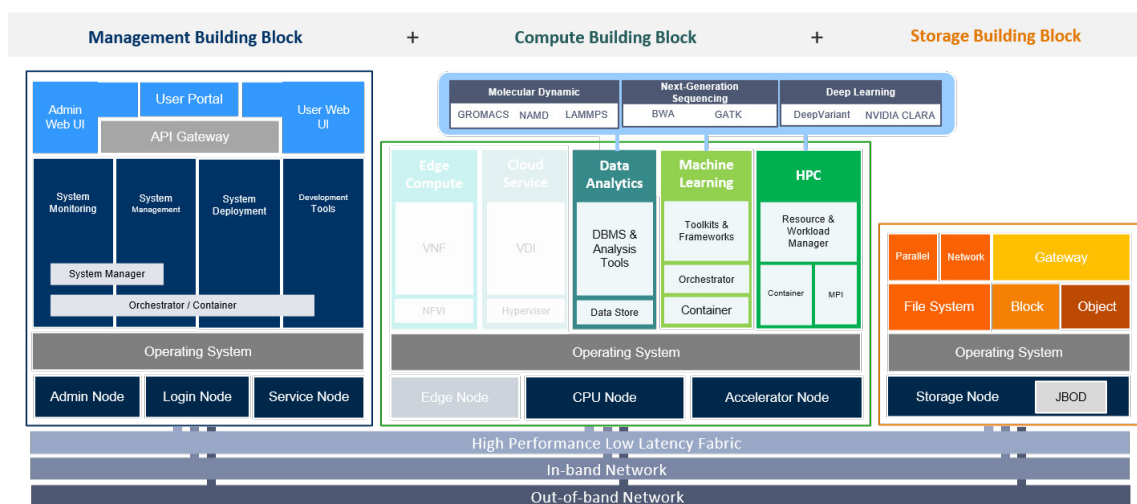 Management Building Block + Compute Building Block + Storage Building Block
Admin
Web UI
User Portal
User Web
UI
API Gateway
System
Monitoring
System
Management
System
Deployment
Development
Tools
System Manager
Orchestrator / Container
Operating System
Admin Node
Login Node
Service Node
Molecular Dynamic
GROMACS NAMD LAMMPS
Next-Generation
Sequencing
BWA GATK
Deep Learning
DeepVariant NVIDIA CLARA
Edge
Compute
VNF
NFVI
Cloud
Service
VDI
Hypervisor
Data
Analytics
DBMS &
Analysis
Tools
Data Store
Machine
Learning
Toolkits &
Frameworks
Orchestrator
Container
HPC
Resource &
Workload
Manager
Container
MPI
Operating System
Edge Node
CPU Node
Accelerator Node
Parallel
Network
Gateway
File System
Block
Object
Operating System
Storage Node
JBOD
High Performance Low Latency Fabric
In-band Network
Out-of-band Network